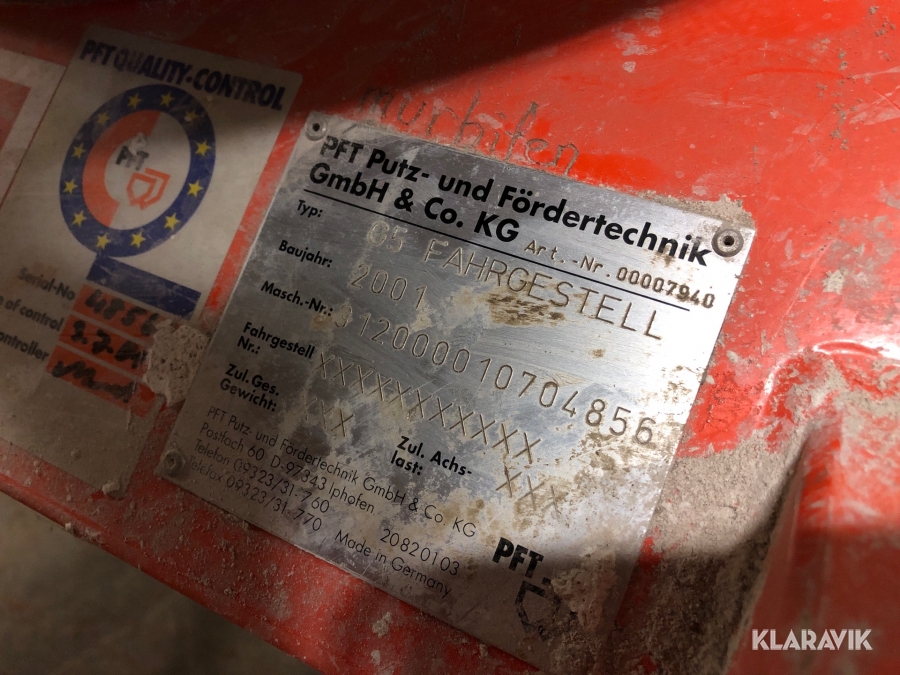 PFT QUALITY-CONTROL
PFT
Serial-No 4856
of control
controller
murbiten
PFT Putz- und Fördertechnik
GmbH & Co. KG Art.-Nr. 00007940
Typ: G5 FAHRGESTELL
Baujahr: 2001
Masch.-Nr.: 312000010704856
Fahrgestell XXXXXXXXXX
Nr.:
Zul. Ges.
Gewicht: XXX
Zul. Achs-
last: XXX
PFT Putz- und Fördertechnik GmbH & Co. KG
Postfach 60 D-97343 Iphofen
Telefon 09323/31-760
Telefax 09323/31-770
20820103
Made in Germany
PFT.
KLARAVIK